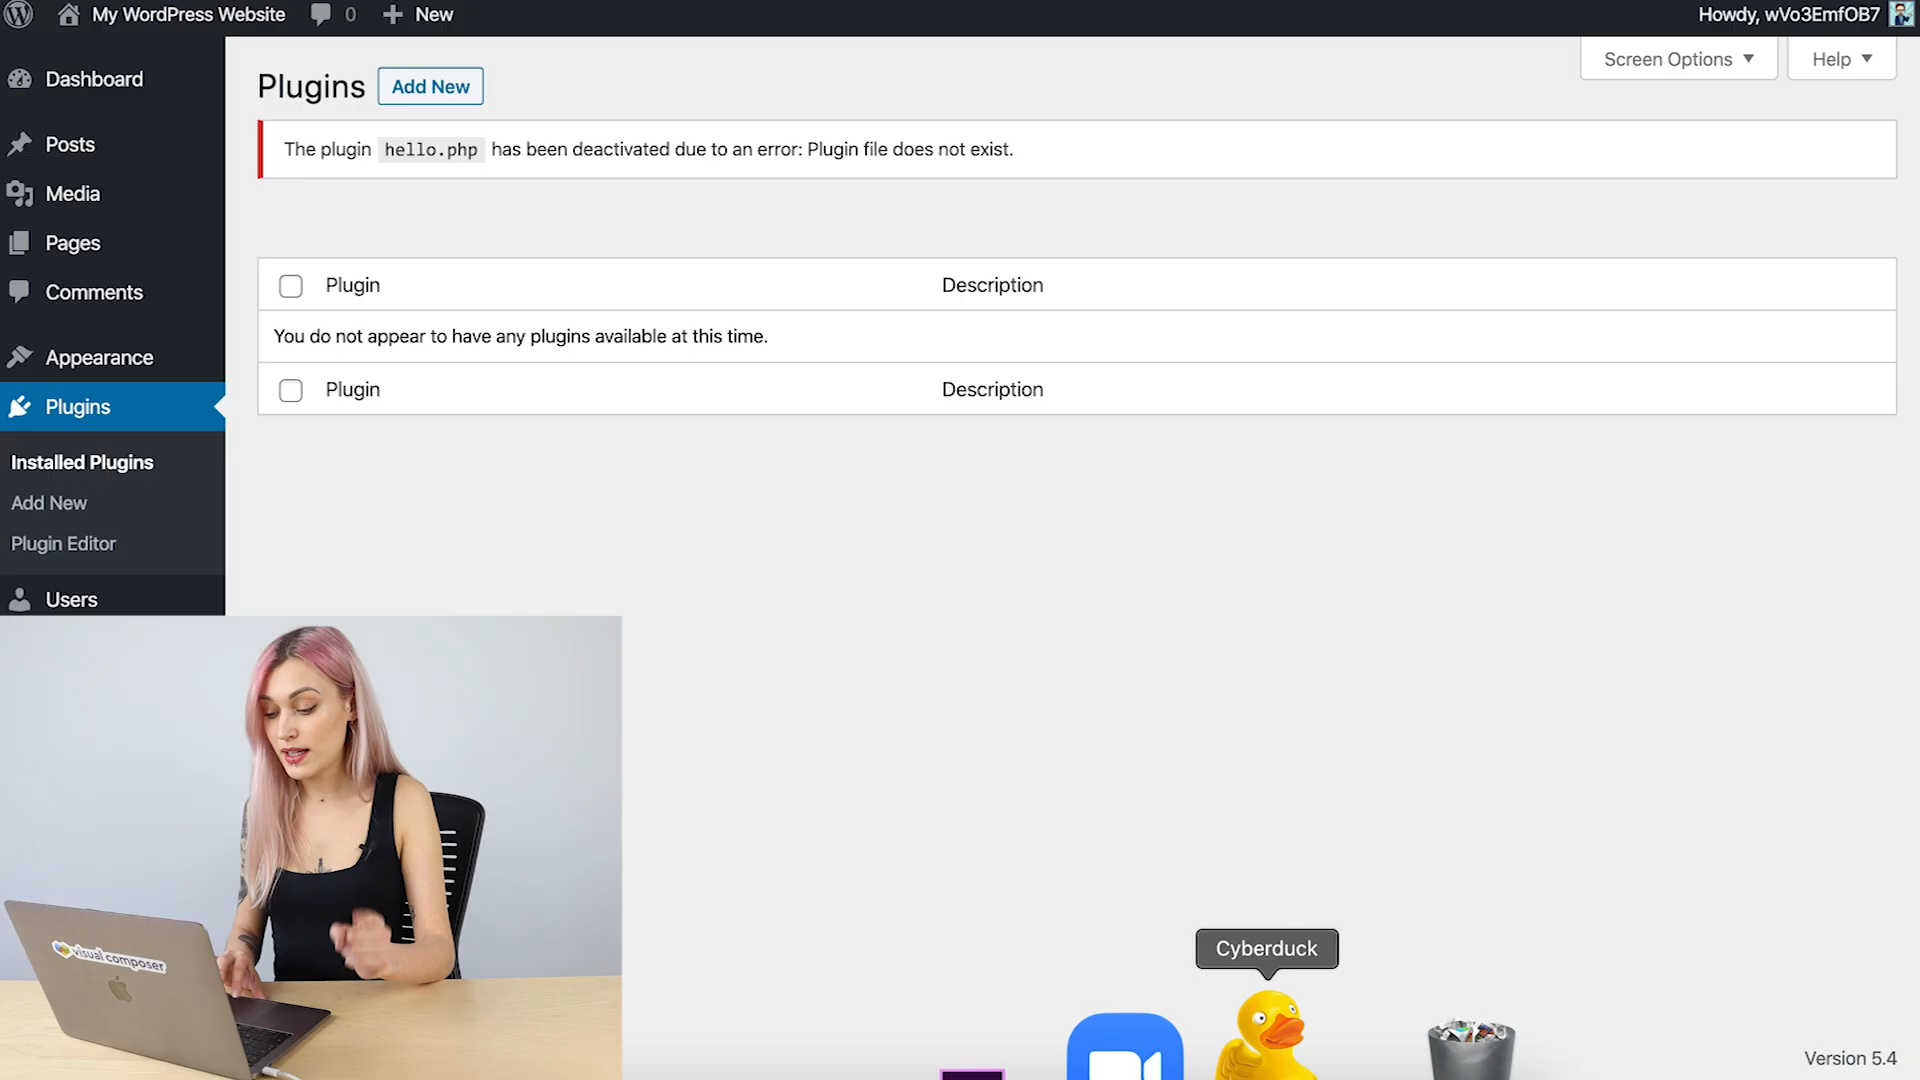 My WordPress Website
0
New
Howdy, wVo3EmfOB7
Screen Options
Help
Dashboard
Posts
Media
Pages
Comments
Appearance
Plugins
Installed Plugins
Add New
Plugin Editor
Users
Plugins
Add New
The plugin hello.php has been deactivated due to an error: Plugin file does not exist.
Plugin Description
You do not appear to have any plugins available at this time.
Plugin Description
visual composer
Cyberduck
Version 5.4